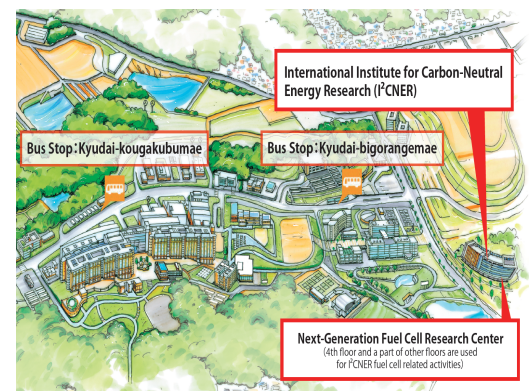 International Institute for Carbon-Neutral
Energy Research (I²CNER)
Bus Stop：Kyudai-kougakubumae
Bus Stop：Kyudai-bigorangemae
Next-Generation Fuel Cell Research Center
(4th floor and a part of other floors are used
for I²CNER fuel cell related activities)